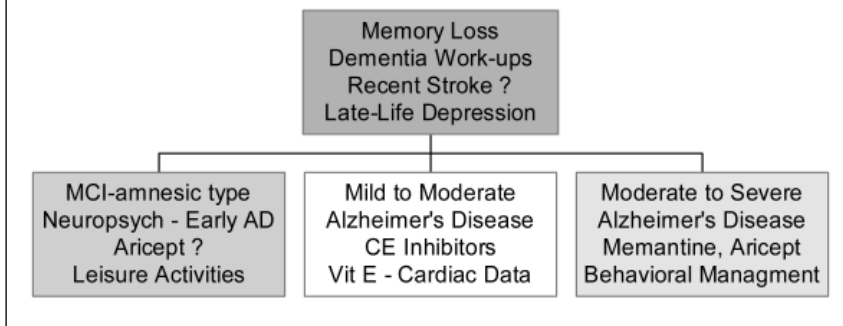 Memory Loss
Dementia Work-ups
Recent Stroke ?
Late-Life Depression
MCI-amnesic type
Neuropsych - Early AD
Aricept ?
Leisure Activities
Mild to Moderate
Alzheimer's Disease
CE Inhibitors
Vit E - Cardiac Data
Moderate to Severe
Alzheimer's Disease
Memantine, Aricept
Behavioral Managment